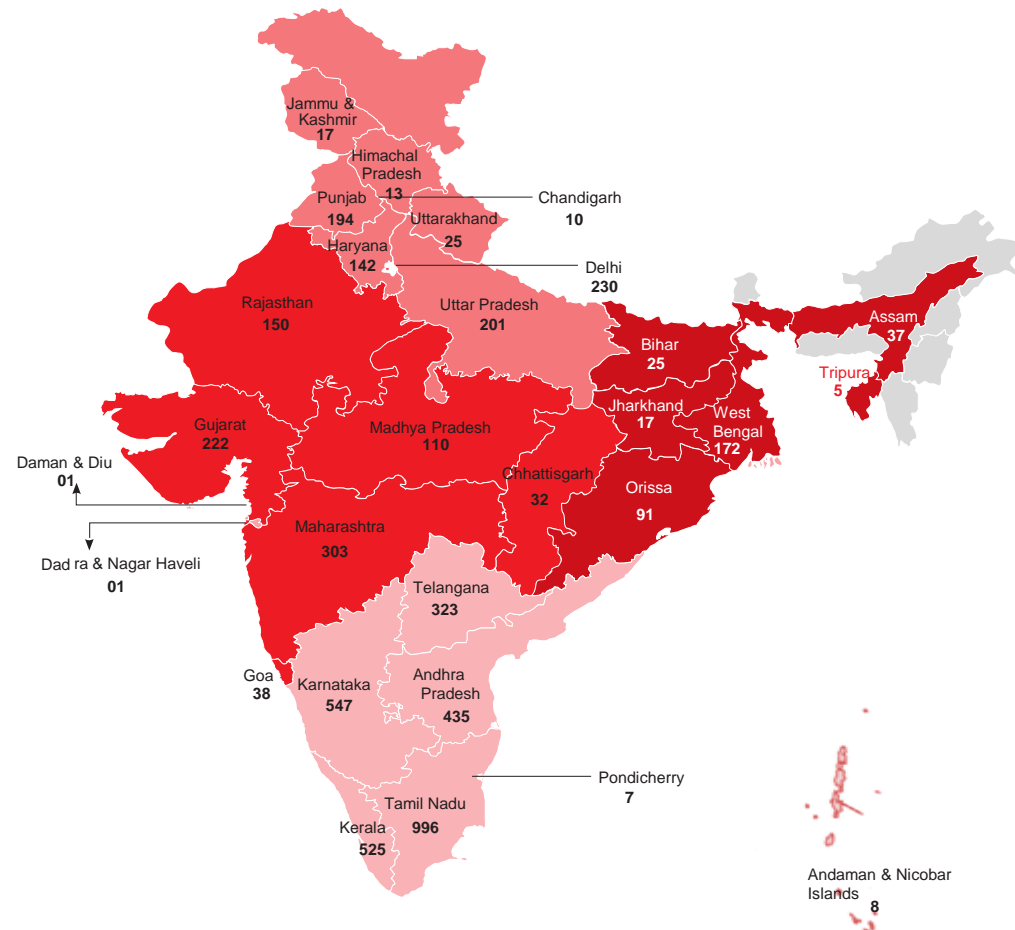 Jammu &
Kashmir
17
Himachal
Pradesh
13
Punjab
194
Chandigarh
10
Uttarakhand
25
Haryana
142
Delhi
230
Rajasthan
150
Uttar Pradesh
201
Assam
37
Bihar
25
Tripura
5
Jharkhand
17
West
Bengal
172
Gujarat
222
Madhya Pradesh
110
Daman & Diu
01
Chhattisgarh
32
Orissa
91
Maharashtra
303
Dad ra & Nagar Haveli
01
Telangana
323
Goa
38
Karnataka
547
Andhra
Pradesh
435
Pondicherry
7
Tamil Nadu
996
Kerala
525
Andaman & Nicobar
Islands
8